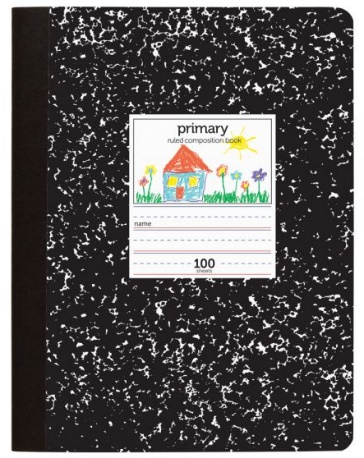 primary
ruled composition book
name
100
sheets